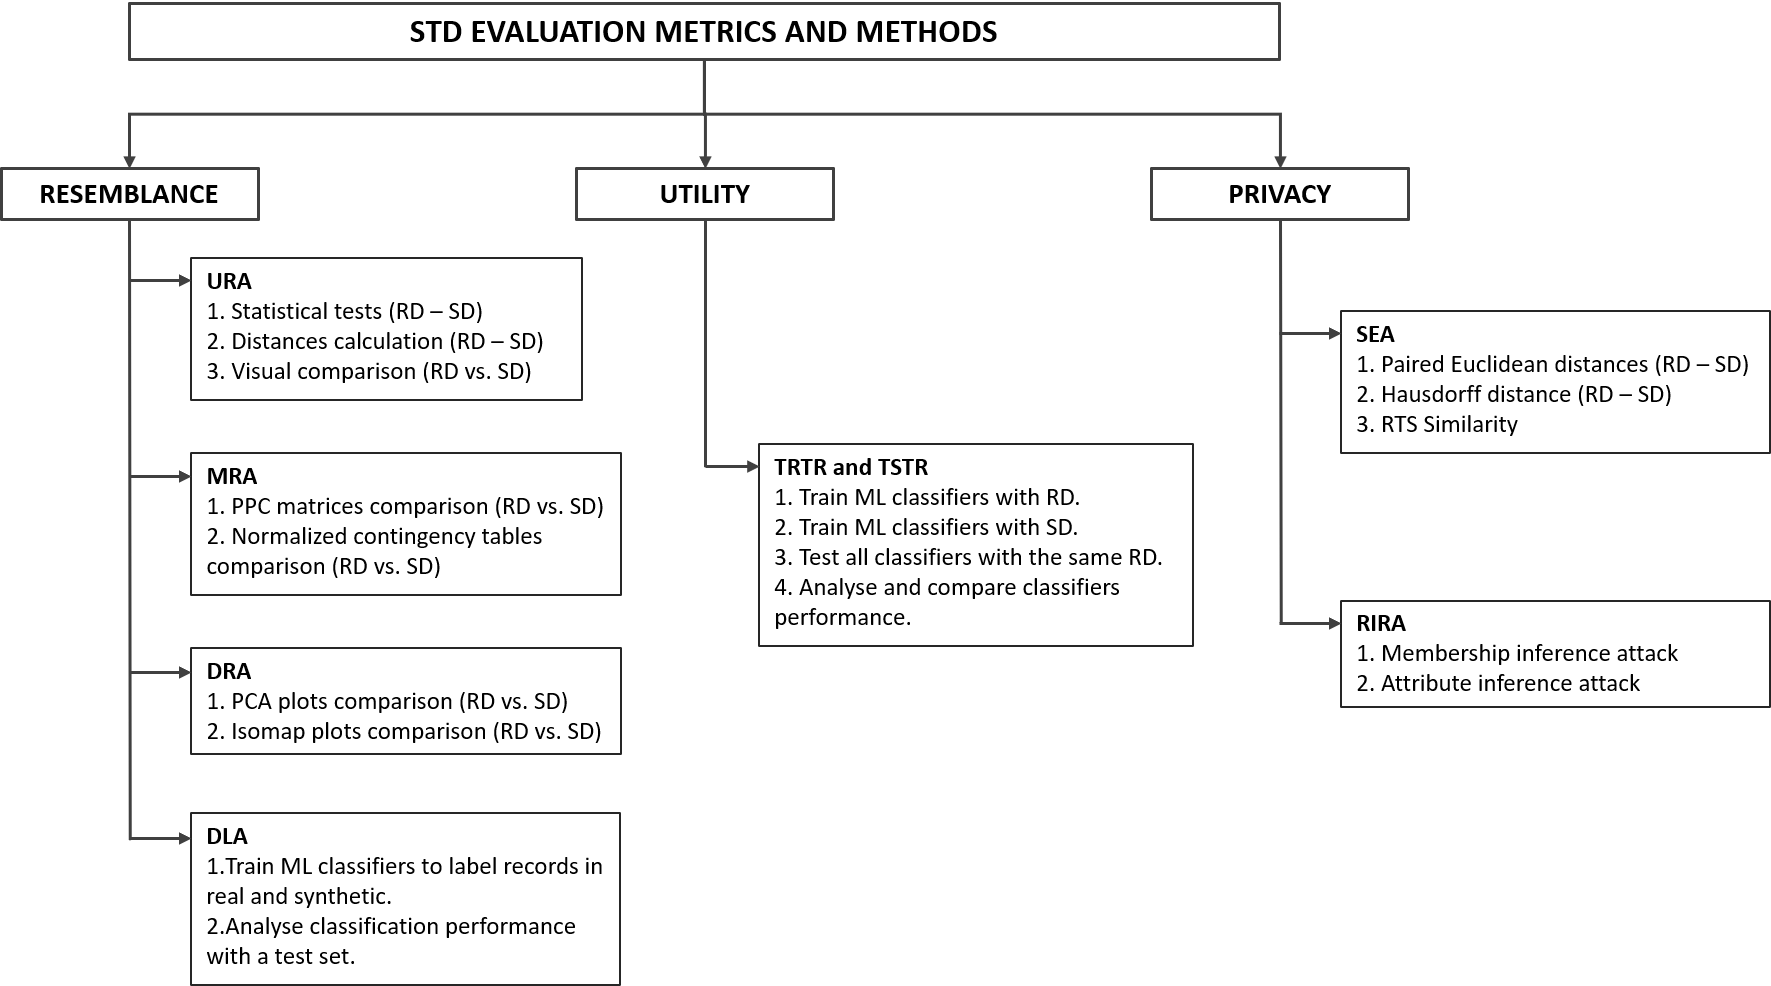 STD EVALUATION METRICS AND METHODS
RESEMBLANCE
UTILITY
PRIVACY
URA
1. Statistical tests (RD – SD)
2. Distances calculation (RD – SD)
3. Visual comparison (RD vs. SD)
MRA
1. PPC matrices comparison (RD vs. SD)
2. Normalized contingency tables
comparison (RD vs. SD)
DRA
1. PCA plots comparison (RD vs. SD)
2. Isomap plots comparison (RD vs. SD)
DLA
1.Train ML classifiers to label records in
real and synthetic.
2.Analyse classification performance
with a test set.
TRTR and TSTR
1. Train ML classifiers with RD.
2. Train ML classifiers with SD.
3. Test all classifiers with the same RD.
4. Analyse and compare classifiers
performance.
SEA
1. Paired Euclidean distances (RD – SD)
2. Hausdorff distance (RD – SD)
3. RTS Similarity
RIRA
1. Membership inference attack
2. Attribute inference attack